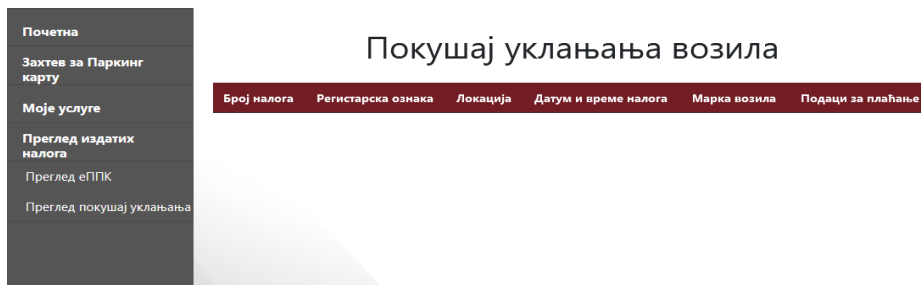 Почетна
Захтев за Паркинг
карту
Моје услуге
Преглед издатих
налога
Преглед еППК
Преглед покушај уклањања
Покушај уклањања возила
Број налога Регистарска ознака Локација Датум и време налога Марка возила Подаци за плаћање